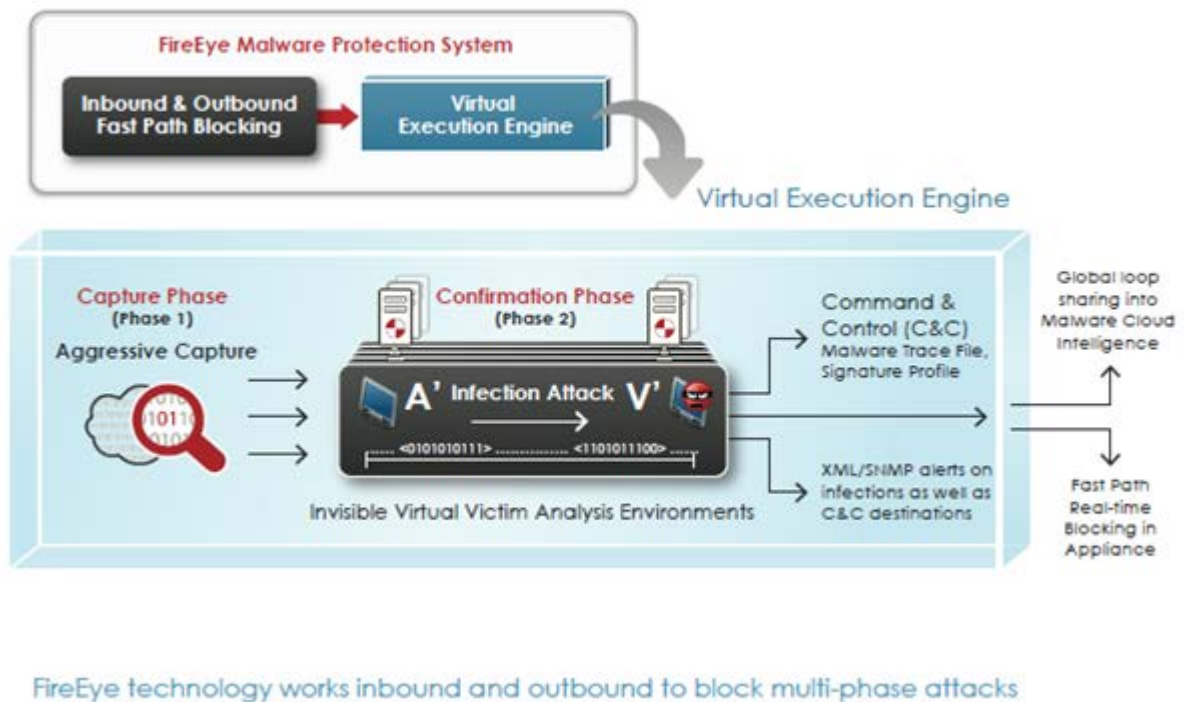 FireEye Malware Protection System
Inbound & Outbound
Fast Path Blocking
Virtual
Execution Engine
Virtual Execution Engine
Capture Phase
(Phase 1)
Aggressive Capture
0101
01011
0101
Confirmation Phase
(Phase 2)
A' Infection Attack V'
...... <0101010111> ................ <1101011100> ......
Invisible Virtual Victim Analysis Environments
Command &
Control (C&C)
Malware Trace File,
Signature Profile
XML/SNMP alerts on
infections as well as
C&C destinations
Global loop
sharing into
Malware Cloud
Intelligence
Fast Path
Real-time
Blocking in
Appliance
FireEye technology works inbound and outbound to block multi-phase attacks